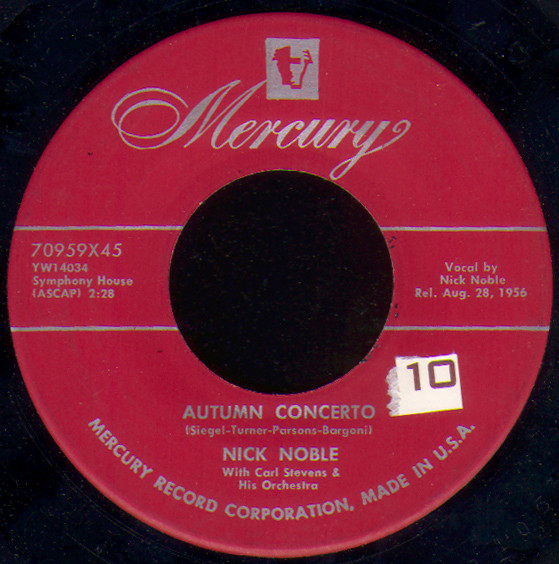 Mercury
70959X45
YW14034
Symphony House
(ASCAP) 2:28
Vocal by
Nick Noble
Rel. Aug. 28, 1956
10
AUTUMN CONCERTO
(Siegel-Turner-Parsons-Bargoni)
NICK NOBLE
With Carl Stevens &
His Orchestra
MERCURY RECORD CORPORATION, MADE IN U.S.A.